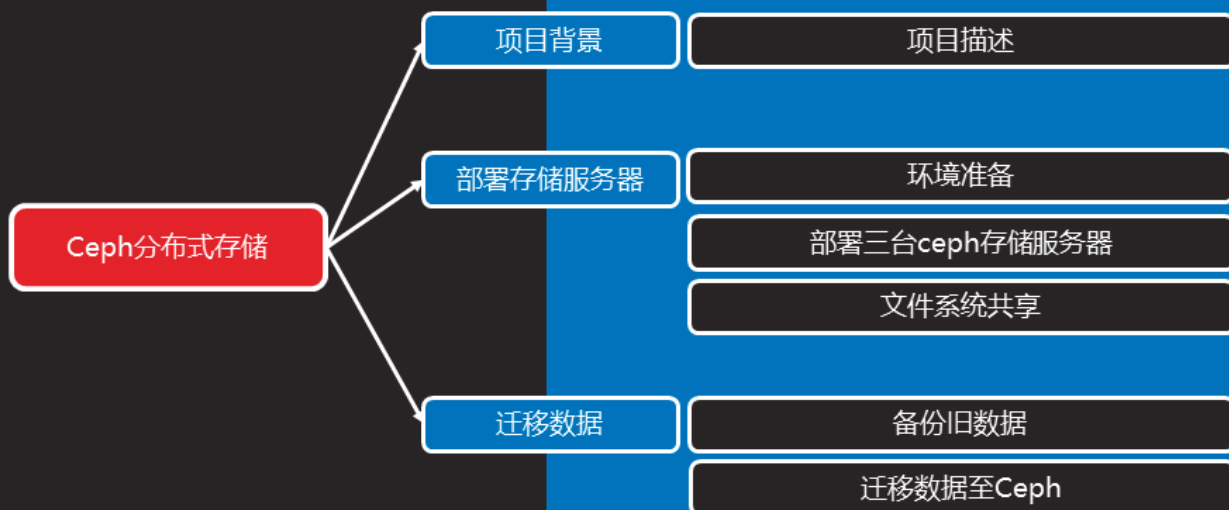 Ceph分布式存储
项目背景
项目描述
部署存储服务器
环境准备
部署三台ceph存储服务器
文件系统共享
迁移数据
备份旧数据
迁移数据至Ceph